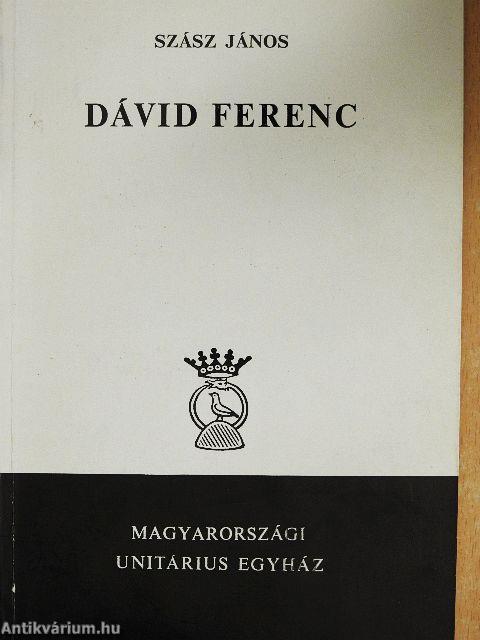 SZÁSZ JÁNOS
DÁVID FERENC
MAGYARORSZÁGI
UNITÁRIUS EGYHÁZ
Antikvárium.hu